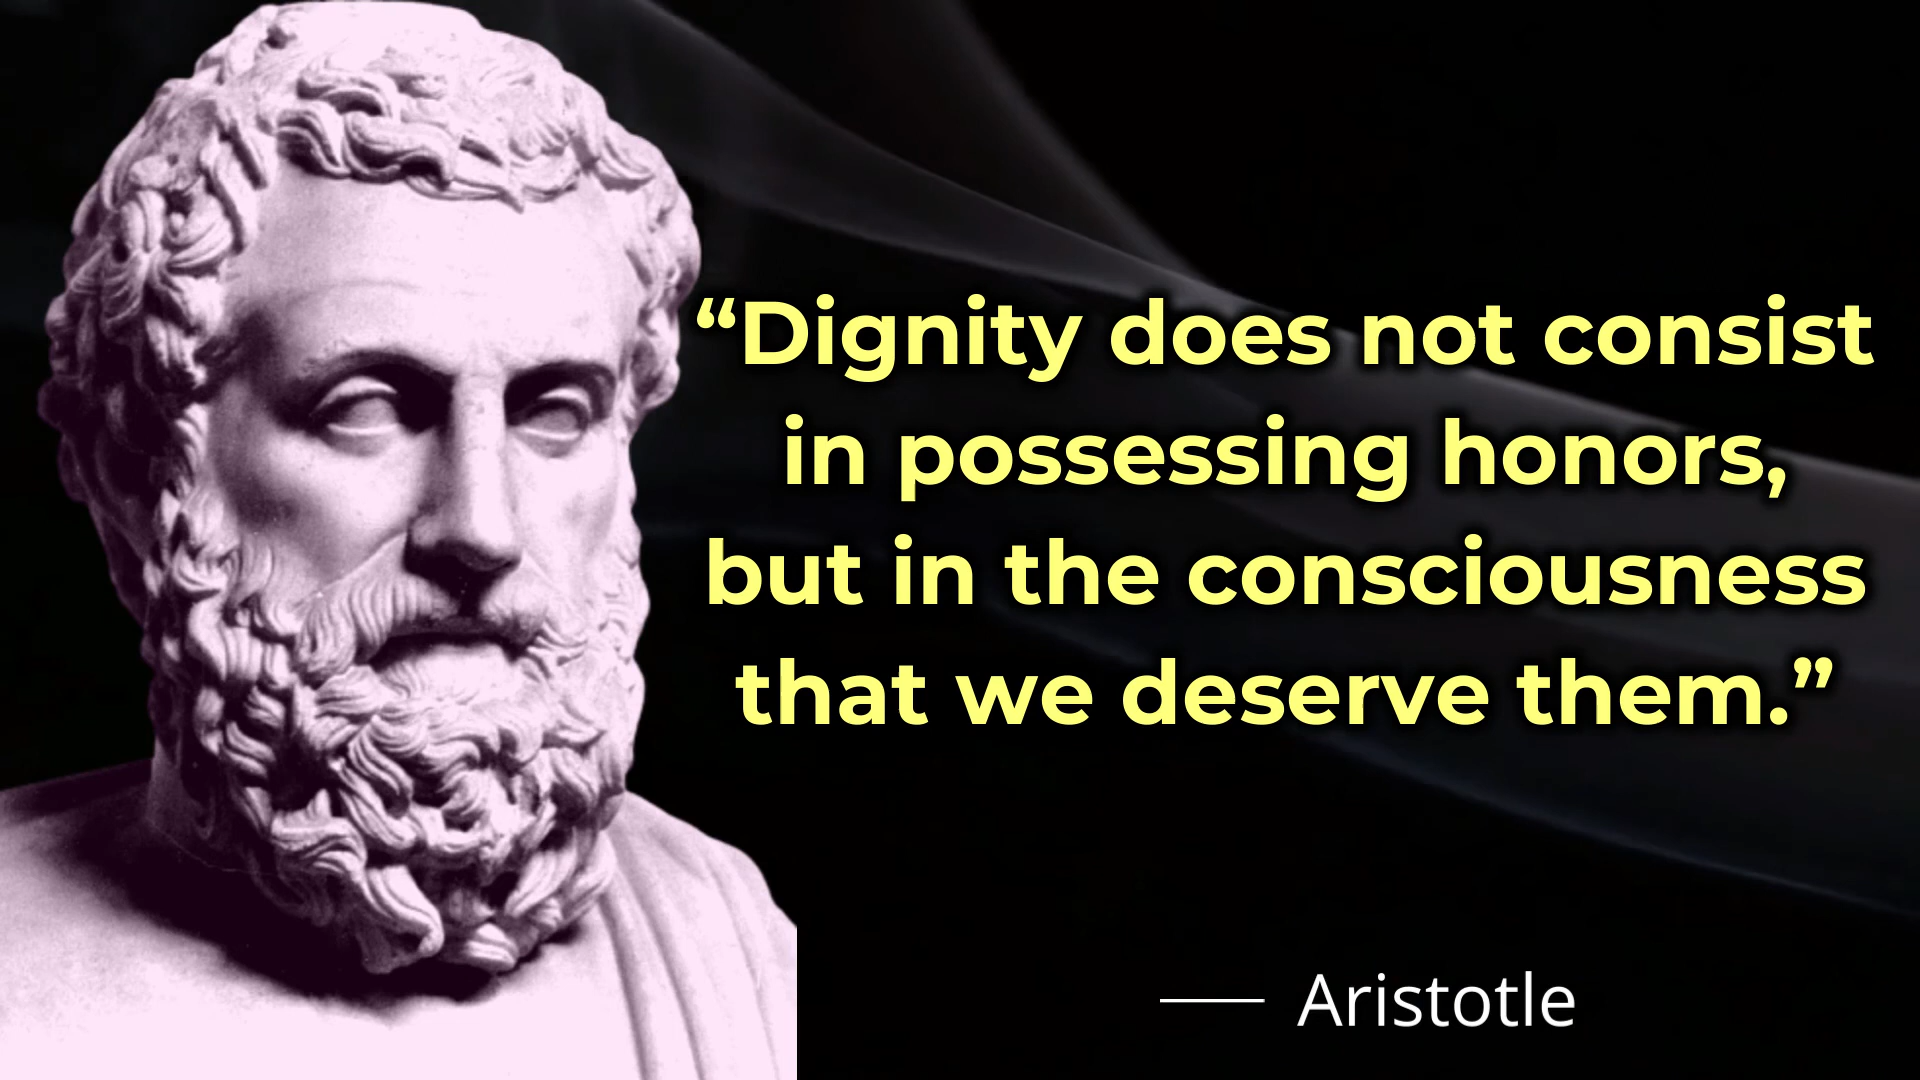 “Dignity does not consist
in possessing honors,
but in the consciousness
that we deserve them.”
— Aristotle